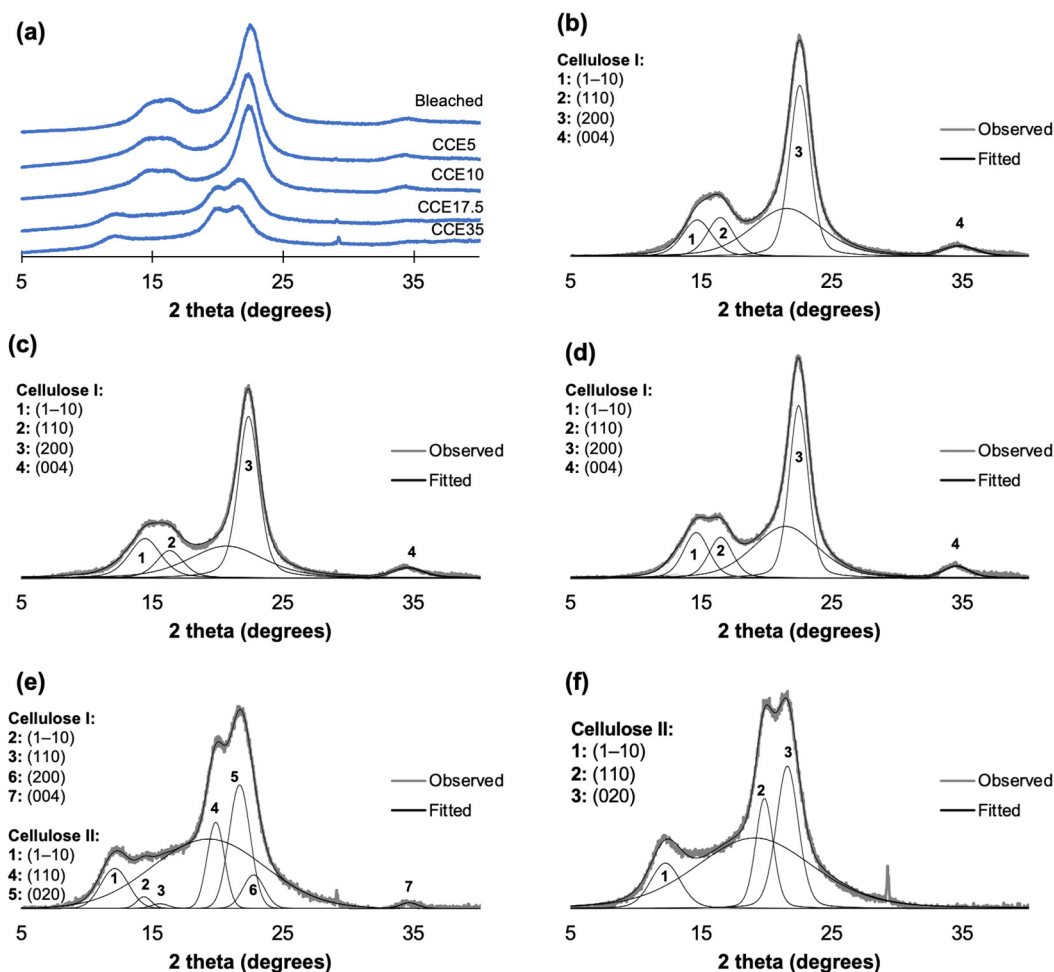 (a)
Bleached
CCE5
CCE10
CCE17.5
CCE35
5 15 25 35
2 theta (degrees)
(b)
Cellulose I:
1: (1–10)
2: (110)
3: (200)
4: (004)
3
1
2
4
Observed
Fitted
5 15 25 35
2 theta (degrees)
(c)
Cellulose I:
1: (1–10)
2: (110)
3: (200)
4: (004)
3
2
1
4
Observed
Fitted
5 15 25 35
2 theta (degrees)
(d)
Cellulose I:
1: (1–10)
2: (110)
3: (200)
4: (004)
3
1
2
4
Observed
Fitted
5 15 25 35
2 theta (degrees)
(e)
Cellulose I:
2: (1–10)
3: (110)
6: (200)
7: (004)
Cellulose II:
1: (1–10)
4: (110)
5: (020)
5
4
1
2
3
6
7
Observed
Fitted
5 15 25 35
2 theta (degrees)
(f)
Cellulose II:
1: (1–10)
2: (110)
3: (020)
3
2
1
Observed
Fitted
5 15 25 35
2 theta (degrees)